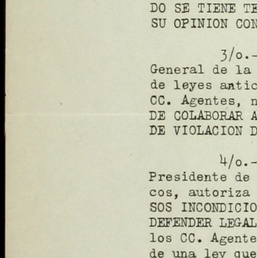 DO SE TIENE TE
SU OPINION CON
3/o.-
General de la
de leyes antic
CC. Agentes, n
DE COLABORAR A
DE VIOLACION D
4/o.-
Presidente de
cos, autoriza
SOS INCONDICIO
DEFENDER LEGAL
los CC. Agente
de una ley que